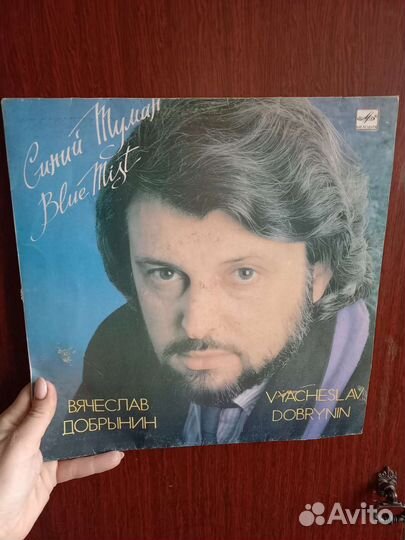 Синий Туман
Blue Mist
ВЯЧЕСЛАВ
ДОБРЫНИН
VYACHESLAV
DOBRYNIN
Avito